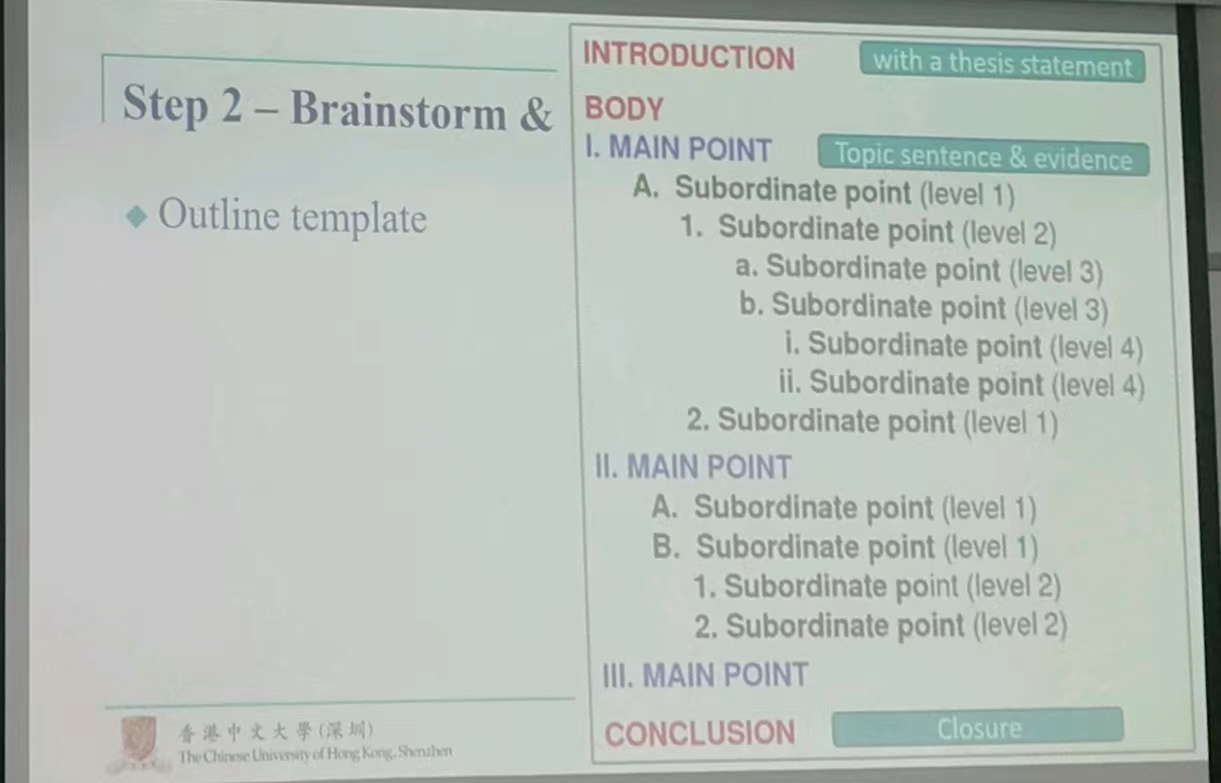 Step 2 – Brainstorm &
◆ Outline template
INTRODUCTION with a thesis statement
BODY
I. MAIN POINT Topic sentence & evidence
A. Subordinate point (level 1)
1. Subordinate point (level 2)
a. Subordinate point (level 3)
b. Subordinate point (level 3)
i. Subordinate point (level 4)
ii. Subordinate point (level 4)
2. Subordinate point (level 1)
II. MAIN POINT
A. Subordinate point (level 1)
B. Subordinate point (level 1)
1. Subordinate point (level 2)
2. Subordinate point (level 2)
III. MAIN POINT
CONCLUSION Closure
香港中文大學(深圳)
The Chinese University of Hong Kong, Shenzhen